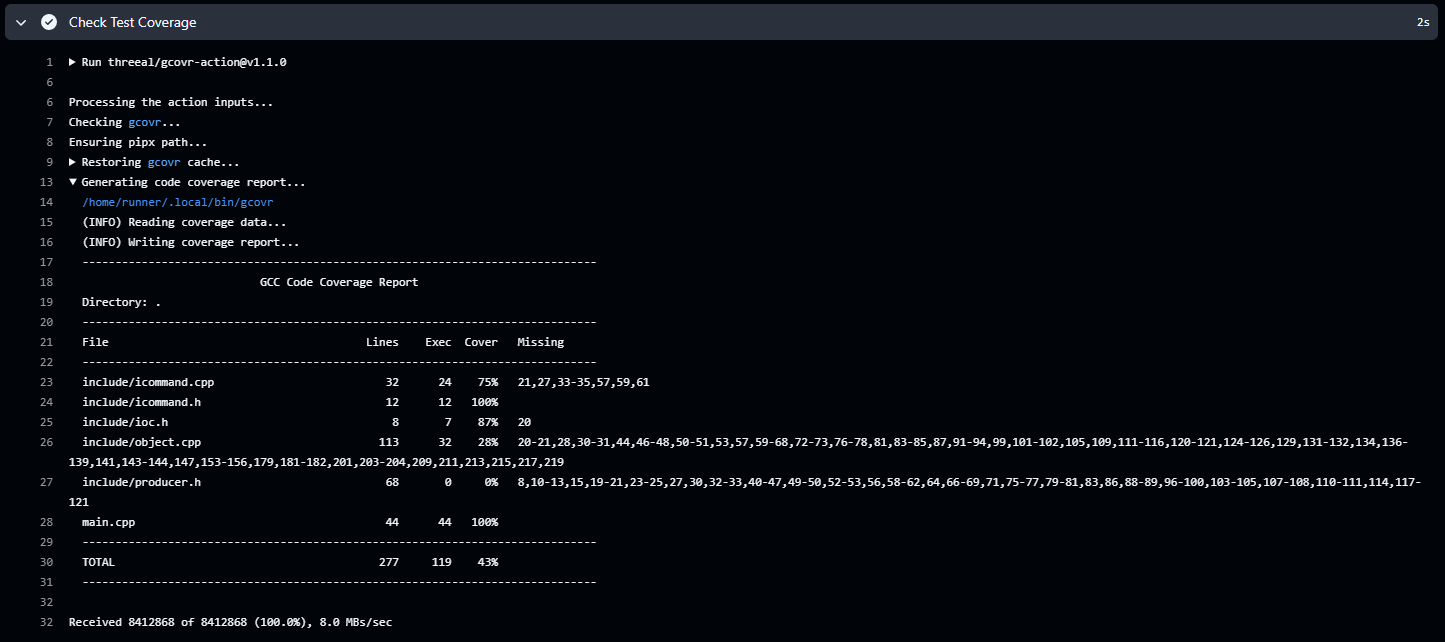 Check Test Coverage 2s
1 Run threeal/gcovr-action@v1.1.0
6
6 Processing the action inputs...
7 Checking gcovr...
8 Ensuring pipx path...
9 Restoring gcovr cache...
13 Generating code coverage report...
14 /home/runner/.local/bin/gcovr
15 (INFO) Reading coverage data...
16 (INFO) Writing coverage report...
17 ------------------------------------------------------------------------------
18 GCC Code Coverage Report
19 Directory: .
20 ------------------------------------------------------------------------------
21 File Lines Exec Cover Missing
22 ------------------------------------------------------------------------------
23 include/icommand.cpp 32 24 75% 21,27,33-35,57,59,61
24 include/icommand.h 12 12 100%
25 include/ioc.h 8 7 87% 20
26 include/object.cpp 113 32 28% 20-21,28,30-31,44,46-48,50-51,53,57,59-68,72-73,76-78,81,83-85,87,91-94,99,101-102,105,109,111-116,120-121,124-126,129,131-132,134,136-
139,141,143-144,147,153-156,179,181-182,201,203-204,209,211,213,215,217,219
27 include/producer.h 68 0 0% 8,10-13,15,19-21,23-25,27,30,32-33,40-47,49-50,52-53,56,58-62,64,66-69,71,75-77,79-81,83,86,88-89,96-100,103-105,107-108,110-111,114,117-
121
28 main.cpp 44 44 100%
29 ------------------------------------------------------------------------------
30 TOTAL 277 119 43%
31 ------------------------------------------------------------------------------
32
32 Received 8412868 of 8412868 (100.0%), 8.0 MBs/sec